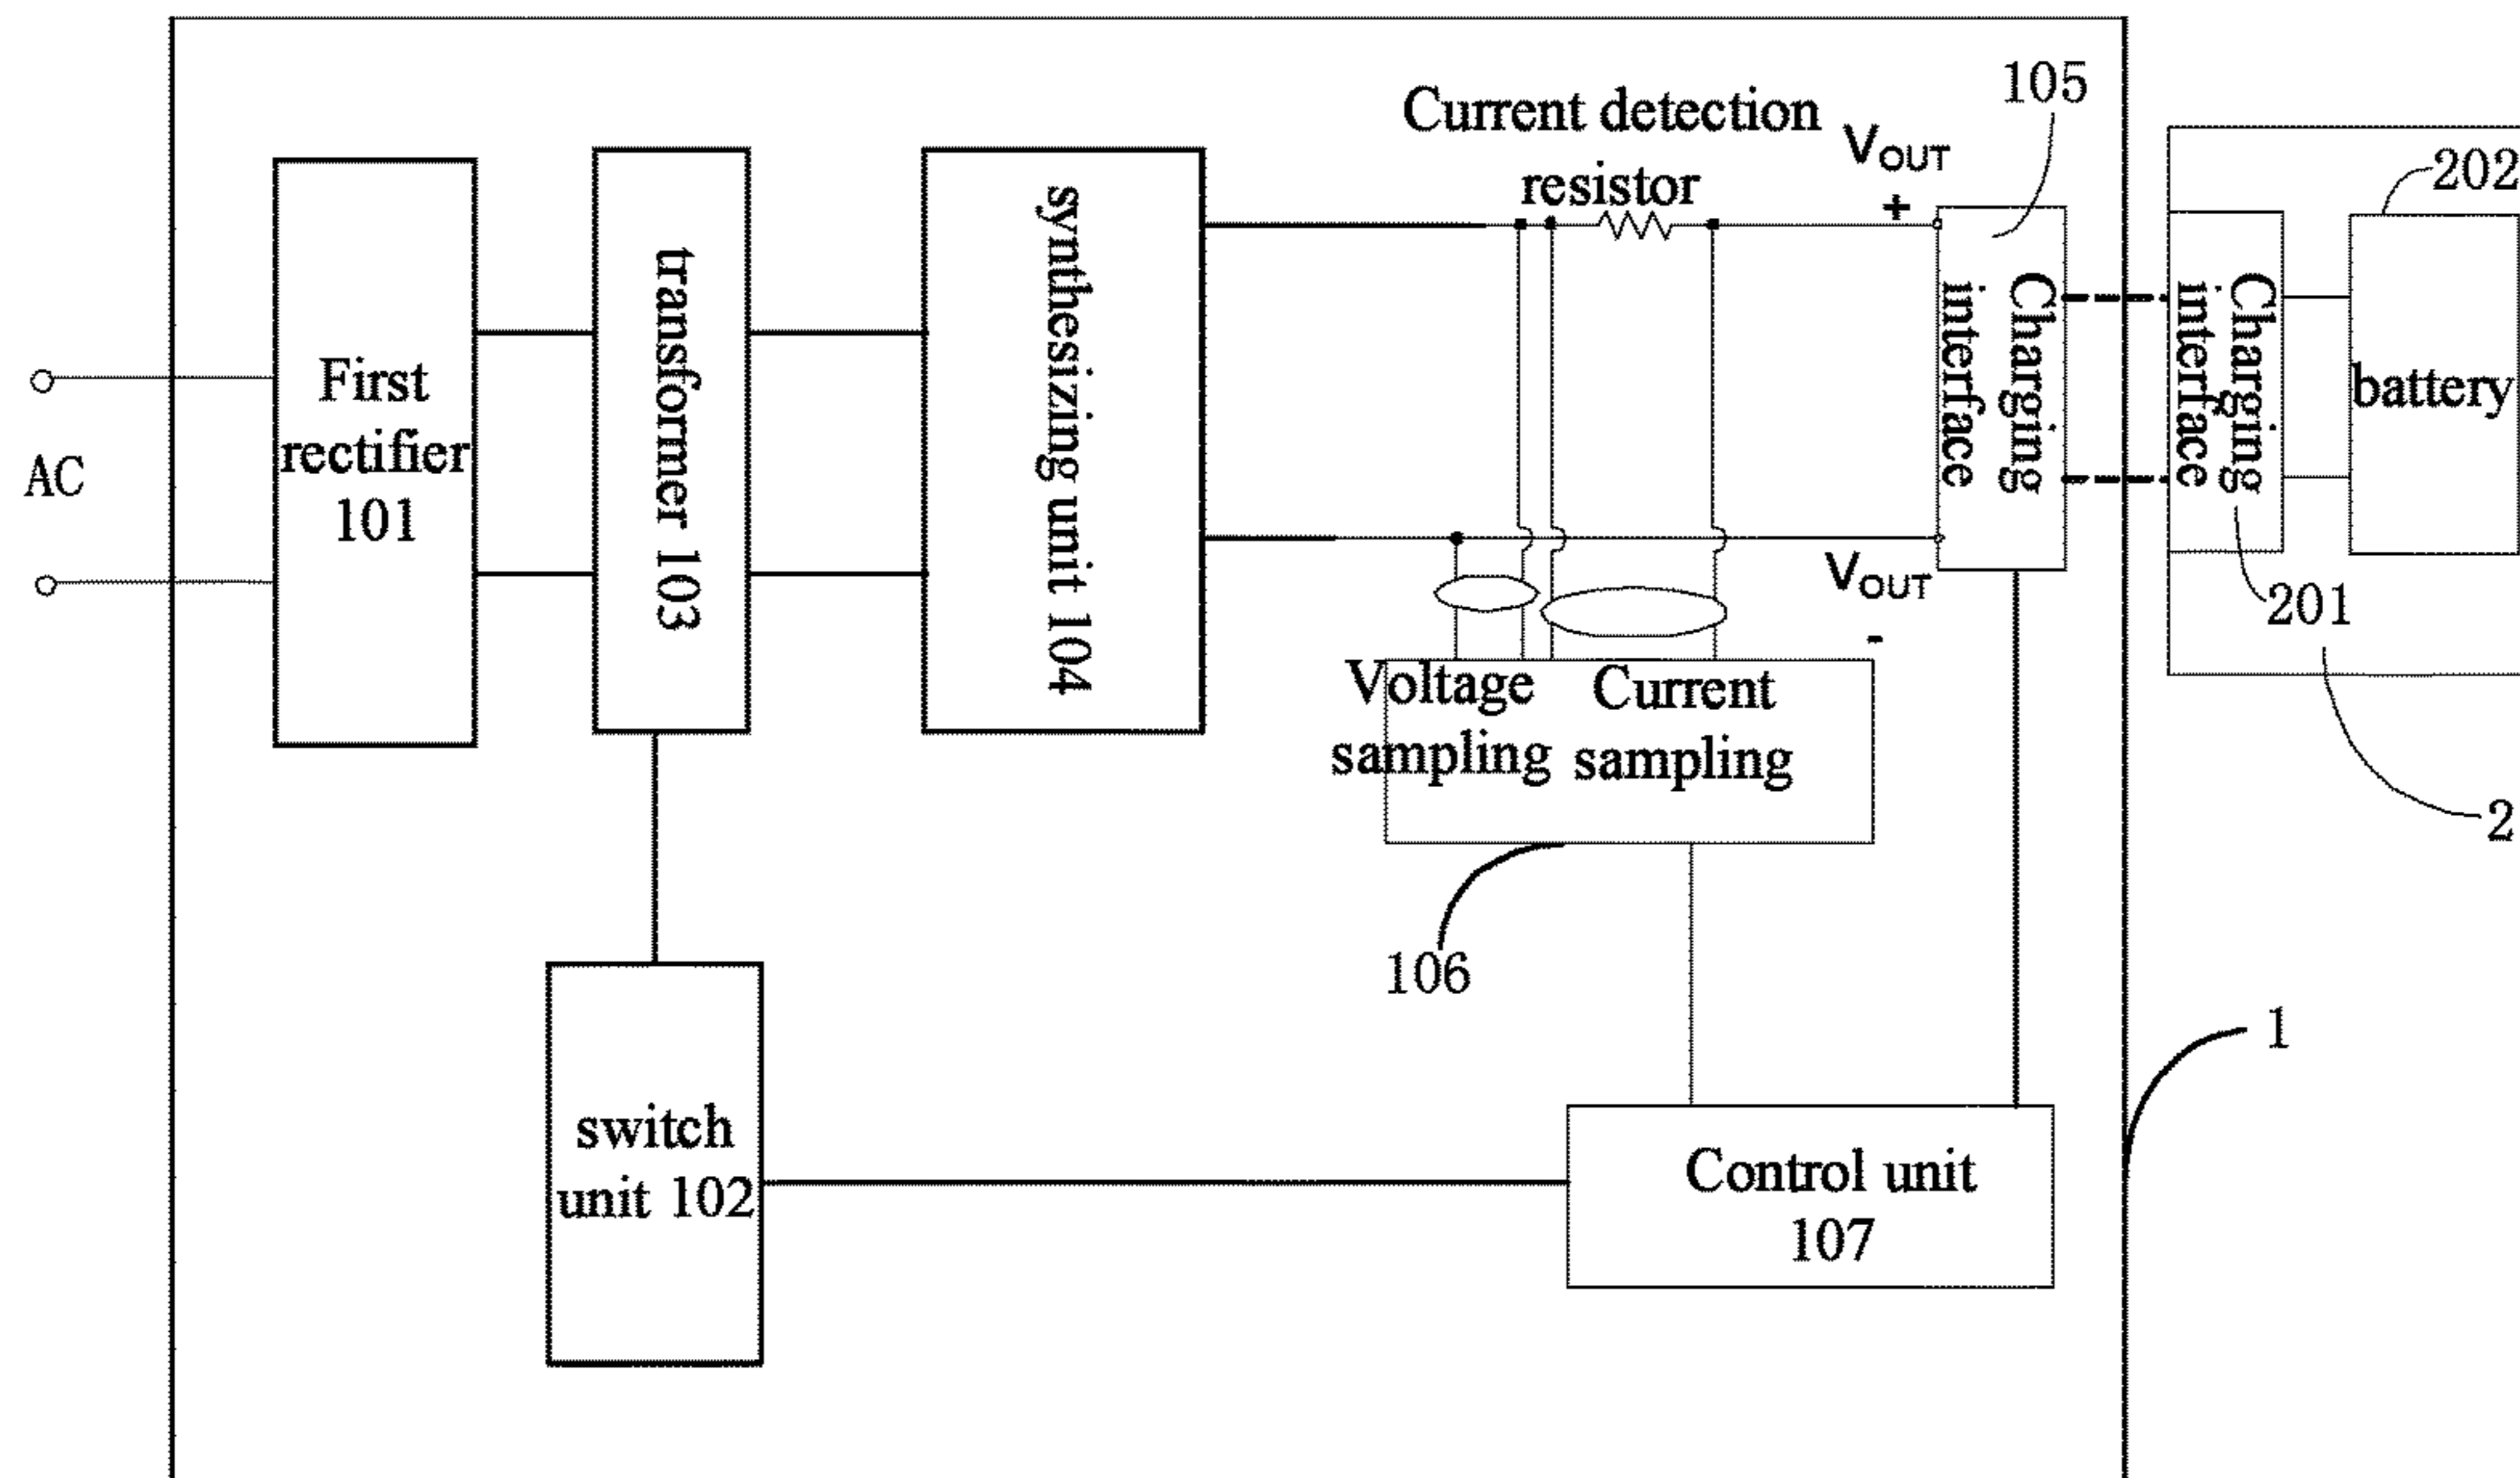 AC
First
rectifier
101
transformer 103
synthesizing unit 104
Current detection
resistor
VOUT
+
105
Charging
interface
VOUT
-
Voltage
sampling
Current
sampling
106
switch
unit 102
Control unit
107
1
Charging
interface
201
battery
202
2